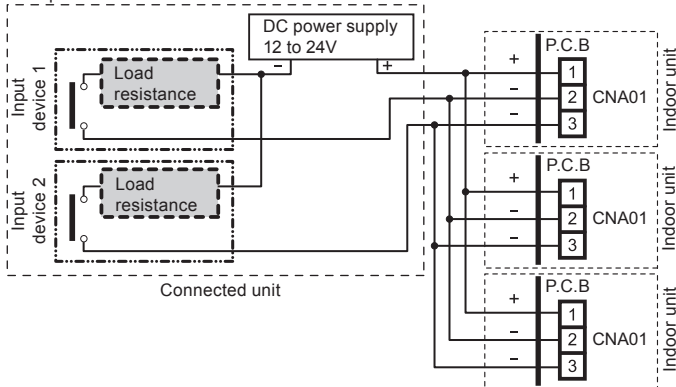 DC power supply
12 to 24V
−
+
Input
device 1
Load
resistance
Input
device 2
Load
resistance
Connected unit
P.C.B
+
−
−
1
2
3
CNA01
Indoor unit
P.C.B
+
−
−
1
2
3
CNA01
Indoor unit
P.C.B
+
−
−
1
2
3
CNA01
Indoor unit